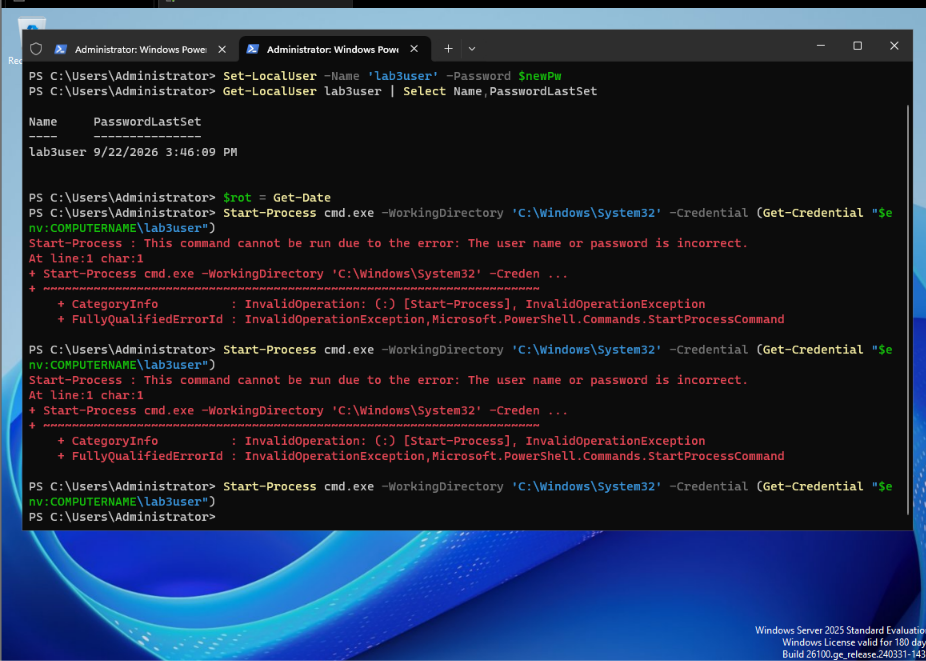 Administrator: Windows Power
Administrator: Windows Powe
PS C:\Users\Administrator> Set-LocalUser -Name 'lab3user' -Password $newPw
PS C:\Users\Administrator> Get-LocalUser lab3user | Select Name,PasswordLastSet
Name     PasswordLastSet
----     ---------------
lab3user 9/22/2026 3:46:09 PM
PS C:\Users\Administrator> $rot = Get-Date
PS C:\Users\Administrator> Start-Process cmd.exe -WorkingDirectory 'C:\Windows\System32' -Credential (Get-Credential "$e
nv:COMPUTERNAME\lab3user")
Start-Process : This command cannot be run due to the error: The user name or password is incorrect.
At line:1 char:1
+ Start-Process cmd.exe -WorkingDirectory 'C:\Windows\System32' -Creden ...
+ ~~~~~~~~~~~~~~~~~~~~~~~~~~~~~~~~~~~~~~~~~~~~~~~~~~~~~~~~~~~~~~~~~~~~~
    + CategoryInfo          : InvalidOperation: (:) [Start-Process], InvalidOperationException
    + FullyQualifiedErrorId : InvalidOperationException,Microsoft.PowerShell.Commands.StartProcessCommand
PS C:\Users\Administrator> Start-Process cmd.exe -WorkingDirectory 'C:\Windows\System32' -Credential (Get-Credential "$e
nv:COMPUTERNAME\lab3user")
Start-Process : This command cannot be run due to the error: The user name or password is incorrect.
At line:1 char:1
+ Start-Process cmd.exe -WorkingDirectory 'C:\Windows\System32' -Creden ...
+ ~~~~~~~~~~~~~~~~~~~~~~~~~~~~~~~~~~~~~~~~~~~~~~~~~~~~~~~~~~~~~~~~~~~~~
    + CategoryInfo          : InvalidOperation: (:) [Start-Process], InvalidOperationException
    + FullyQualifiedErrorId : InvalidOperationException,Microsoft.PowerShell.Commands.StartProcessCommand
PS C:\Users\Administrator> Start-Process cmd.exe -WorkingDirectory 'C:\Windows\System32' -Credential (Get-Credential "$e
nv:COMPUTERNAME\lab3user")
PS C:\Users\Administrator>
Windows Server 2025 Standard Evaluatio
Windows License valid for 180 day
Build 26100.ge_release.240331-143